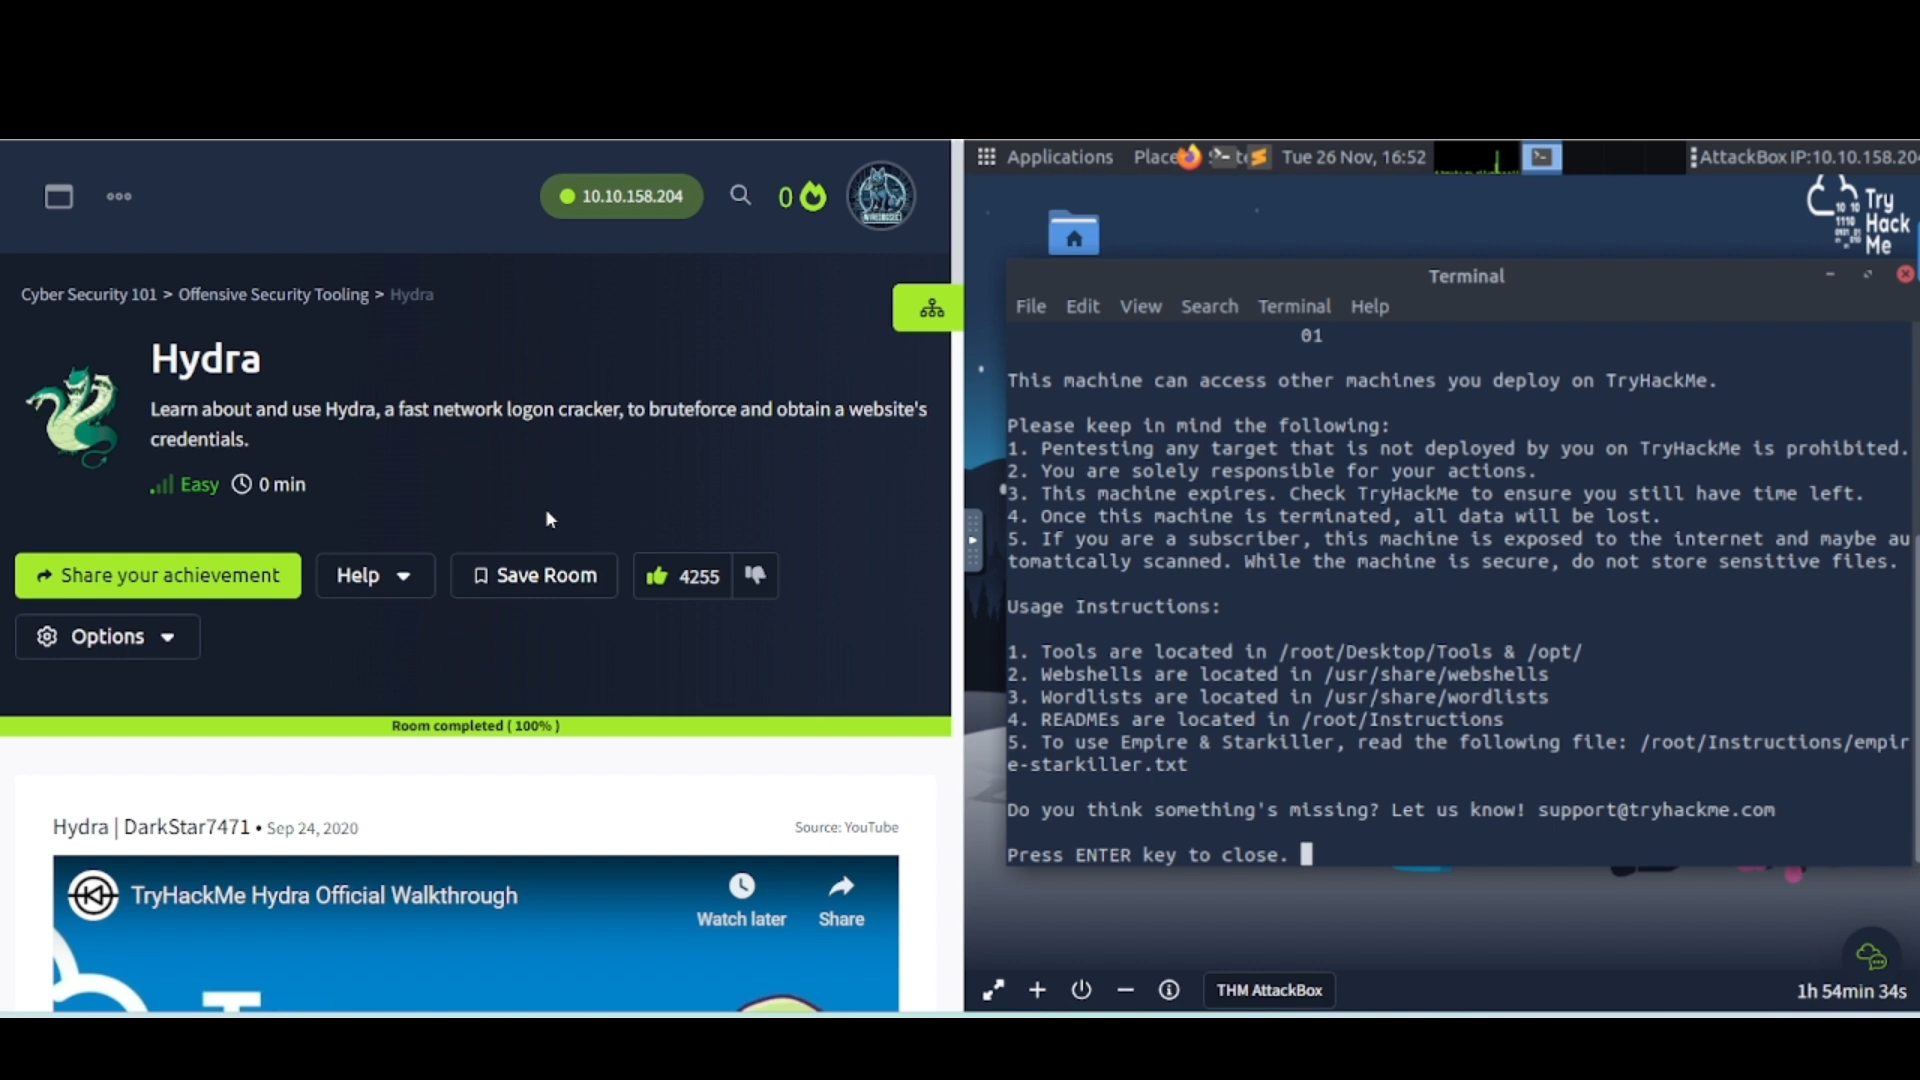 10.10.158.204
0
Cyber Security 101 > Offensive Security Tooling > Hydra
Hydra
Learn about and use Hydra, a fast network logon cracker, to bruteforce and obtain a website's
credentials.
Easy 0 min
Share your achievement
Help
Save Room
4255
Options
Room completed ( 100% )
Hydra | DarkStar7471 • Sep 24, 2020
Source: YouTube
TryHackMe Hydra Official Walkthrough
Watch later
Share
Applications
Place
Tue 26 Nov, 16:52
AttackBox IP:10.10.158.204
Try
Hack
Me
Terminal
File Edit View Search Terminal Help
01
This machine can access other machines you deploy on TryHackMe.
Please keep in mind the following:
1. Pentesting any target that is not deployed by you on TryHackMe is prohibited.
2. You are solely responsible for your actions.
3. This machine expires. Check TryHackMe to ensure you still have time left.
4. Once this machine is terminated, all data will be lost.
5. If you are a subscriber, this machine is exposed to the internet and maybe au
tomatically scanned. While the machine is secure, do not store sensitive files.
Usage Instructions:
1. Tools are located in /root/Desktop/Tools & /opt/
2. Webshells are located in /usr/share/webshells
3. Wordlists are located in /usr/share/wordlists
4. READMEs are located in /root/Instructions
5. To use Empire & Starkiller, read the following file: /root/Instructions/empir
e-starkiller.txt
Do you think something's missing? Let us know! support@tryhackme.com
Press ENTER key to close.
THM AttackBox
1h 54min 34s